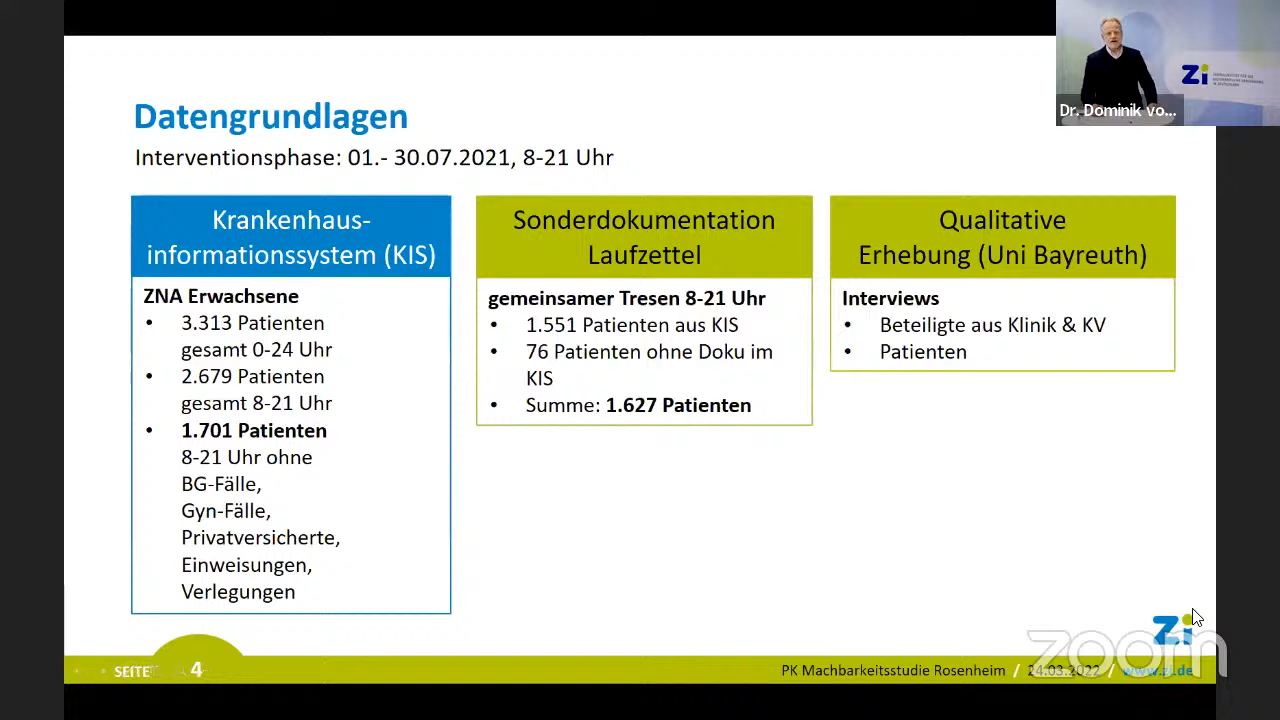 Dr. Dominik vo...
Zi
Datengrundlagen
Interventionsphase: 01.- 30.07.2021, 8-21 Uhr
Krankenhaus-
informationssystem (KIS)
ZNA Erwachsene
• 3.313 Patienten
gesamt 0-24 Uhr
• 2.679 Patienten
gesamt 8-21 Uhr
• 1.701 Patienten
8-21 Uhr ohne
BG-Fälle,
Gyn-Fälle,
Privatversicherte,
Einweisungen,
Verlegungen
Sonderdokumentation
Laufzettel
gemeinsamer Tresen 8-21 Uhr
• 1.551 Patienten aus KIS
• 76 Patienten ohne Doku im
KIS
• Summe: 1.627 Patienten
Qualitative
Erhebung (Uni Bayreuth)
Interviews
• Beteiligte aus Klinik & KV
• Patienten
Zi
zoom
SEITE 4
PK Machbarkeitsstudie Rosenheim / 24.03.2022 / www.zi.de